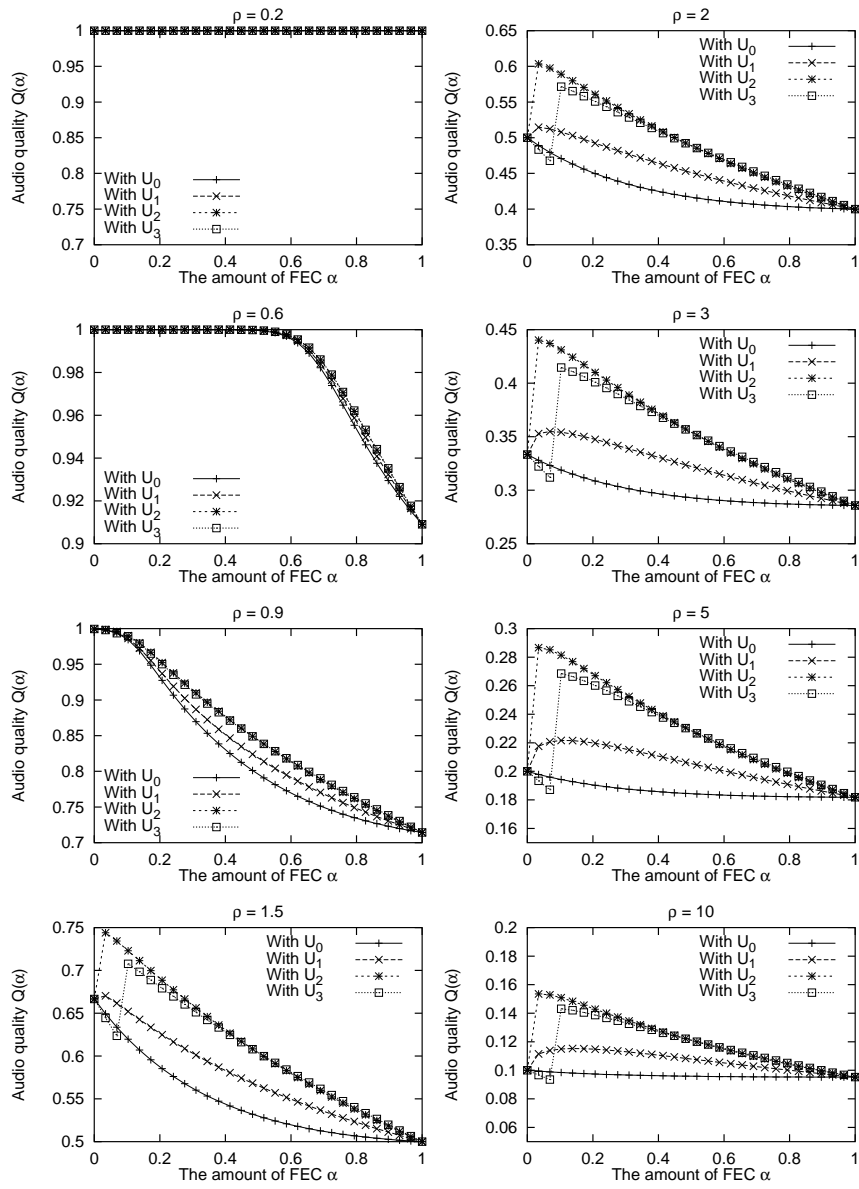 ρ = 0.2
Audio quality Q(α)
1
0.95
0.9
0.85
0.8
0.75
0.7
With U0
With U1
With U2
With U3
0 0.2 0.4 0.6 0.8 1
The amount of FEC α
ρ = 2
Audio quality Q(α)
0.65
0.6
0.55
0.5
0.45
0.4
0.35
With U0
With U1
With U2
With U3
0 0.2 0.4 0.6 0.8 1
The amount of FEC α
ρ = 0.6
Audio quality Q(α)
1
0.98
0.96
0.94
0.92
0.9
With U0
With U1
With U2
With U3
0 0.2 0.4 0.6 0.8 1
The amount of FEC α
ρ = 3
Audio quality Q(α)
0.45
0.4
0.35
0.3
0.25
With U0
With U1
With U2
With U3
0 0.2 0.4 0.6 0.8 1
The amount of FEC α
ρ = 0.9
Audio quality Q(α)
1
0.95
0.9
0.85
0.8
0.75
0.7
With U0
With U1
With U2
With U3
0 0.2 0.4 0.6 0.8 1
The amount of FEC α
ρ = 5
Audio quality Q(α)
0.3
0.28
0.26
0.24
0.22
0.2
0.18
0.16
With U0
With U1
With U2
With U3
0 0.2 0.4 0.6 0.8 1
The amount of FEC α
ρ = 1.5
Audio quality Q(α)
0.75
0.7
0.65
0.6
0.55
0.5
With U0
With U1
With U2
With U3
0 0.2 0.4 0.6 0.8 1
The amount of FEC α
ρ = 10
Audio quality Q(α)
0.2
0.18
0.16
0.14
0.12
0.1
0.08
0.06
With U0
With U1
With U2
With U3
0 0.2 0.4 0.6 0.8 1
The amount of FEC α